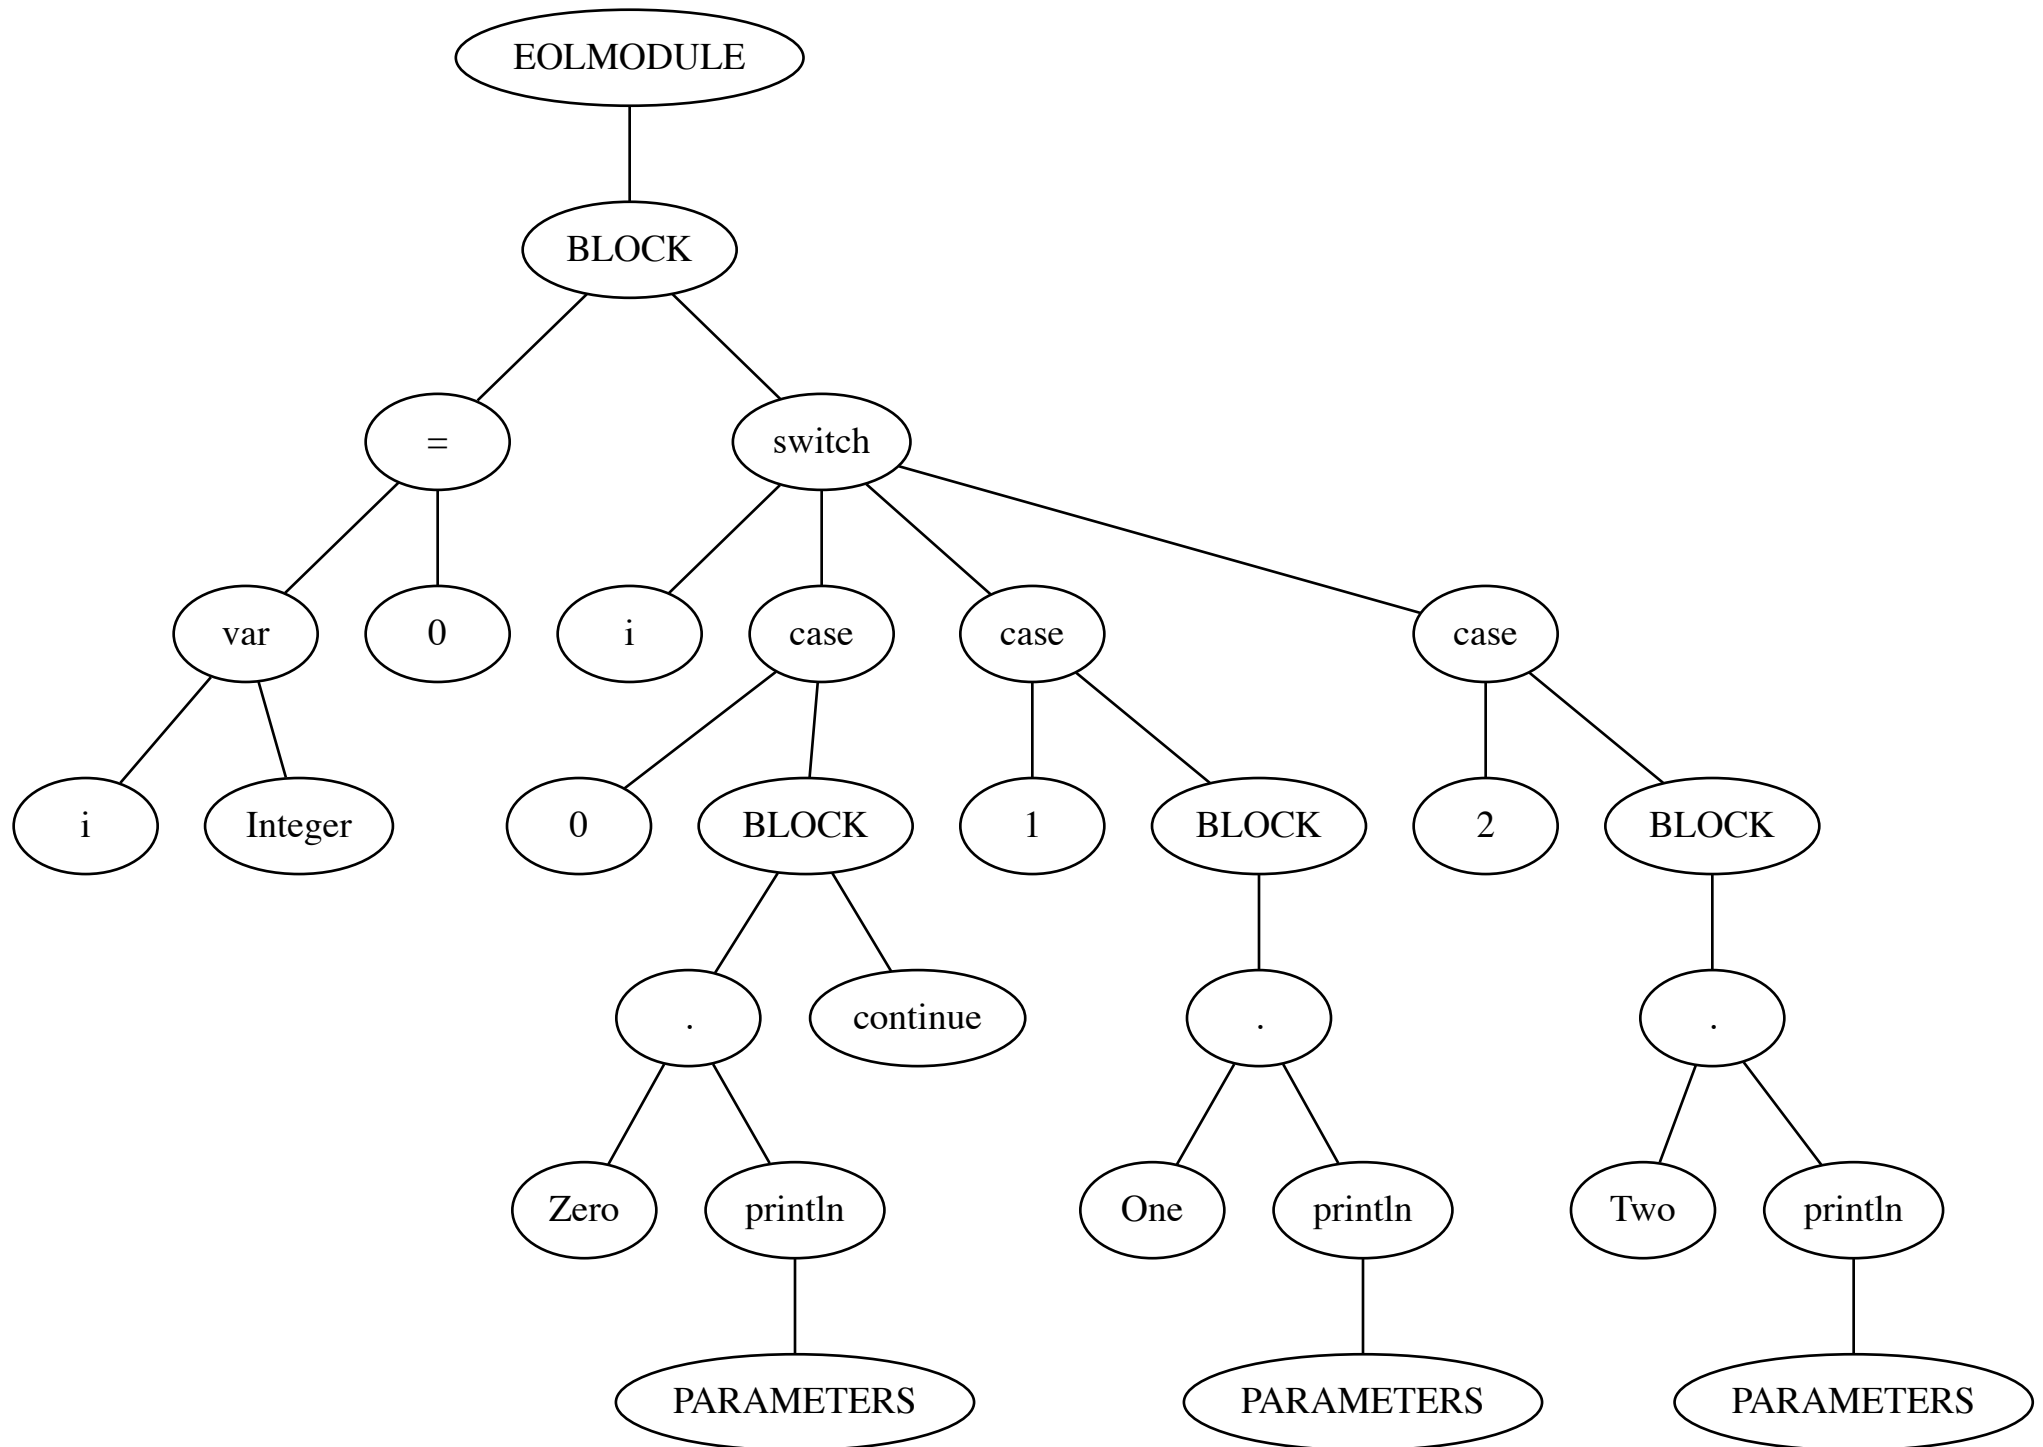 EOLMODULE
BLOCK
= switch
var 0 i case case case
i Integer 0 BLOCK 1 BLOCK 2 BLOCK
. continue . .
Zero println One println Two println
PARAMETERS PARAMETERS PARAMETERS